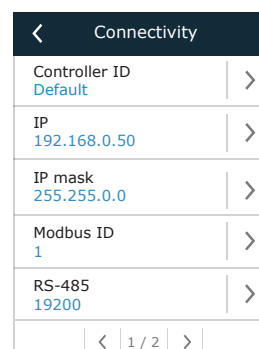 Connectivity
Controller ID
Default
IP
192.168.0.50
IP mask
255.255.0.0
Modbus ID
1
RS-485
19200
1 / 2